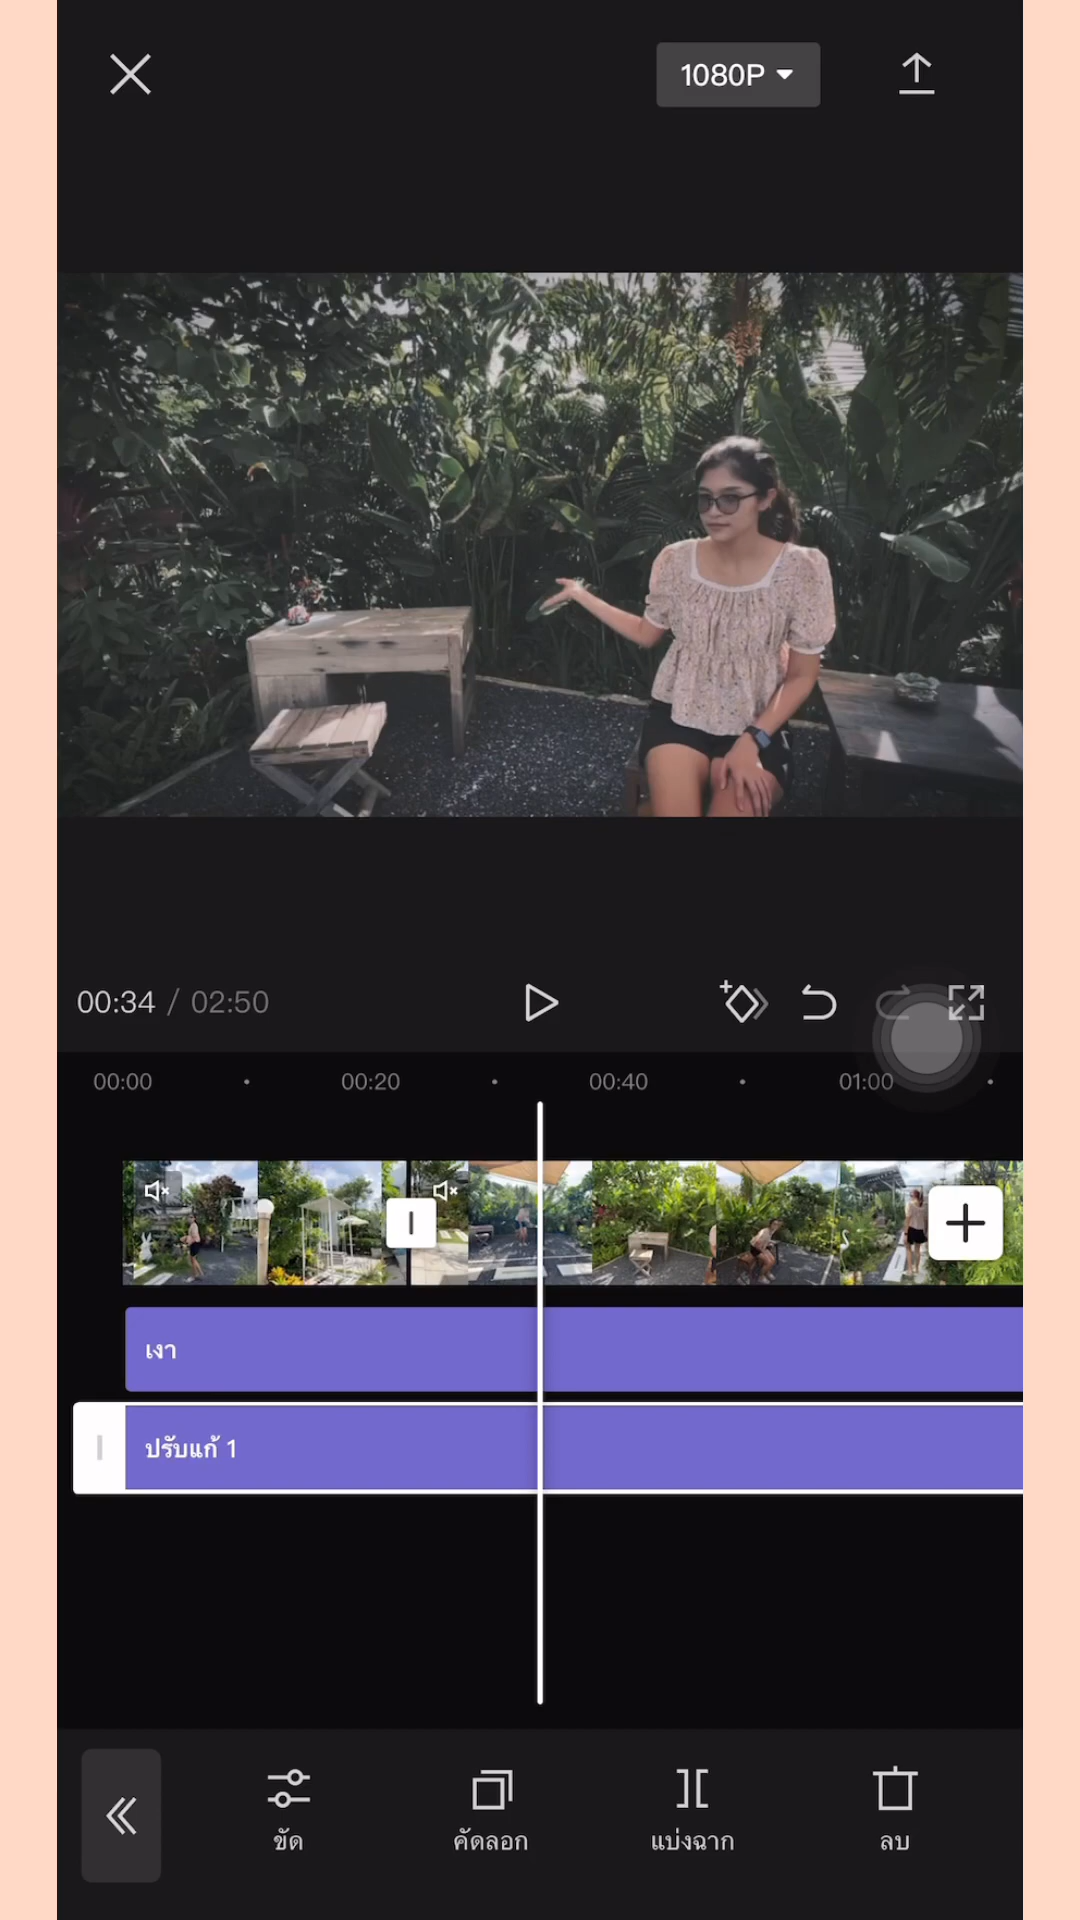 1080P
00:34 / 02:50
00:00 00:20 00:40 01:00
เงา
ปรับแก้ 1
ขัด คัดลอก แบ่งฉาก ลบ